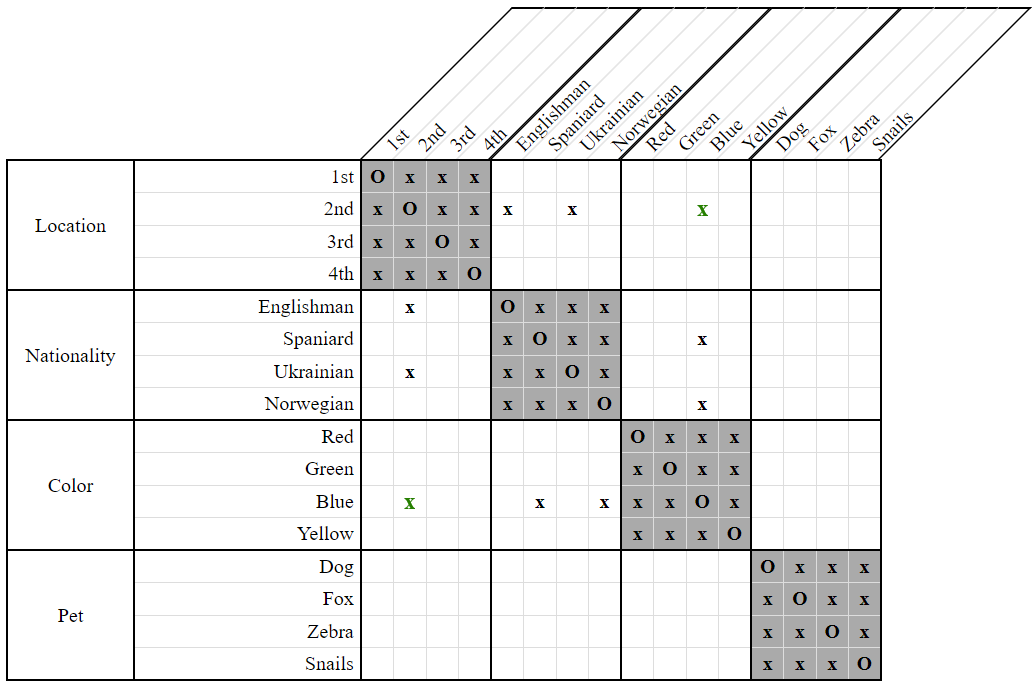 1st 2nd 3rd 4th Englishman Spaniard Ukrainian Norwegian Red Green Blue Yellow Dog Fox Zebra Snails
Location
1st O x x x
2nd x O x x x x x
3rd x x O x
4th x x x O
Nationality
Englishman x O x x x
Spaniard x O x x x
Ukrainian x x x O x
Norwegian x x x O x
Color
Red O x x x
Green x O x x
Blue x x x x x O x
Yellow x x x O
Pet
Dog O x x x
Fox x O x x
Zebra x x O x
Snails x x x O